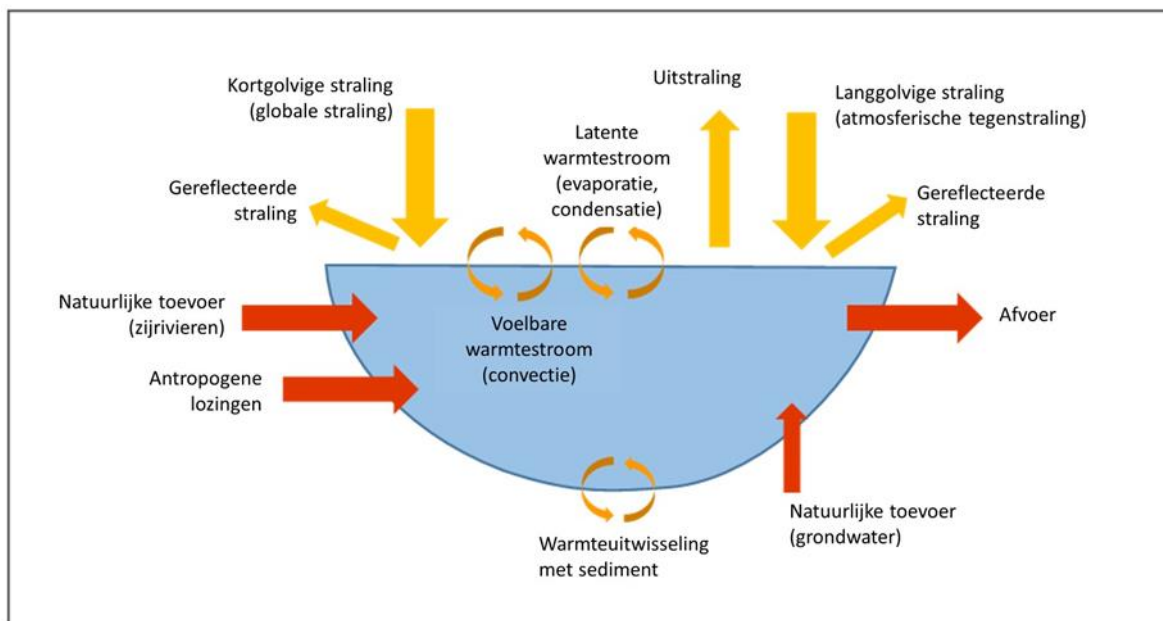 Kortgolvige straling
(globale straling)
Uitstraling
Langgolvige straling
(atmosferische tegenstraling)
Latente
warmtestroom
(evaporatie,
condensatie)
Gereflecteerde
straling
Gereflecteerde
straling
Natuurlijke toevoer
(zijrivieren)
Voelbare
warmtestroom
(convectie)
Afvoer
Antropogene
lozingen
Natuurlijke toevoer
(grondwater)
Warmteuitwisseling
met sediment